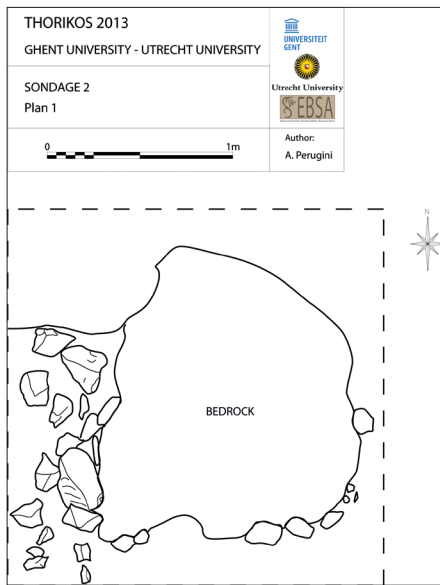 THORIKOS 2013
GHENT UNIVERSITY - UTRECHT UNIVERSITY
UNIVERSITEIT
GENT
Utrecht University
EBSA
SONDAGE 2
Plan 1
0 1m
Author:
A. Perugini
N
BEDROCK